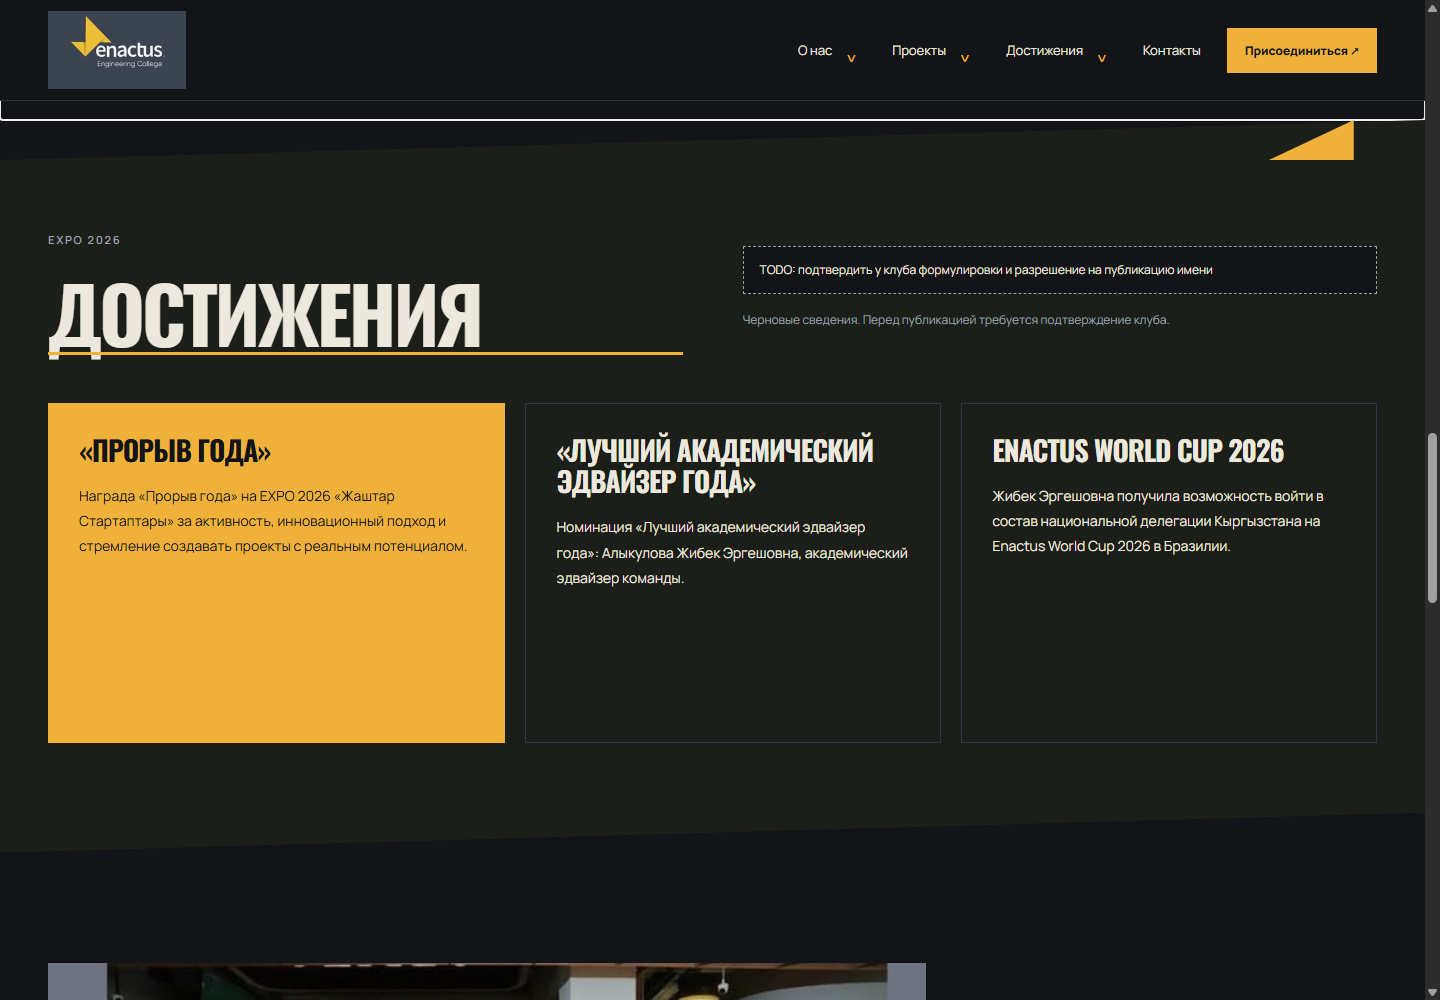 enactus
Engineering College
О нас
Проекты
Достижения
Контакты
Присоединиться ↗
EXPO 2026
ДОСТИЖЕНИЯ
TODO: подтвердить у клуба формулировки и разрешение на публикацию имени
Черновые сведения. Перед публикацией требуется подтверждение клуба.
«ПРОРЫВ ГОДА»
Награда «Прорыв года» на EXPO 2026 «Жаштар
Стартаптары» за активность, инновационный подход и
стремление создавать проекты с реальным потенциалом.
«ЛУЧШИЙ АКАДЕМИЧЕСКИЙ
ЭДВАЙЗЕР ГОДА»
Номинация «Лучший академический эдвайзер
года»: Алыкулова Жибек Эргешовна, академический
эдвайзер команды.
ENACTUS WORLD CUP 2026
Жибек Эргешовна получила возможность войти в
состав национальной делегации Кыргызстана на
Enactus World Cup 2026 в Бразилии.